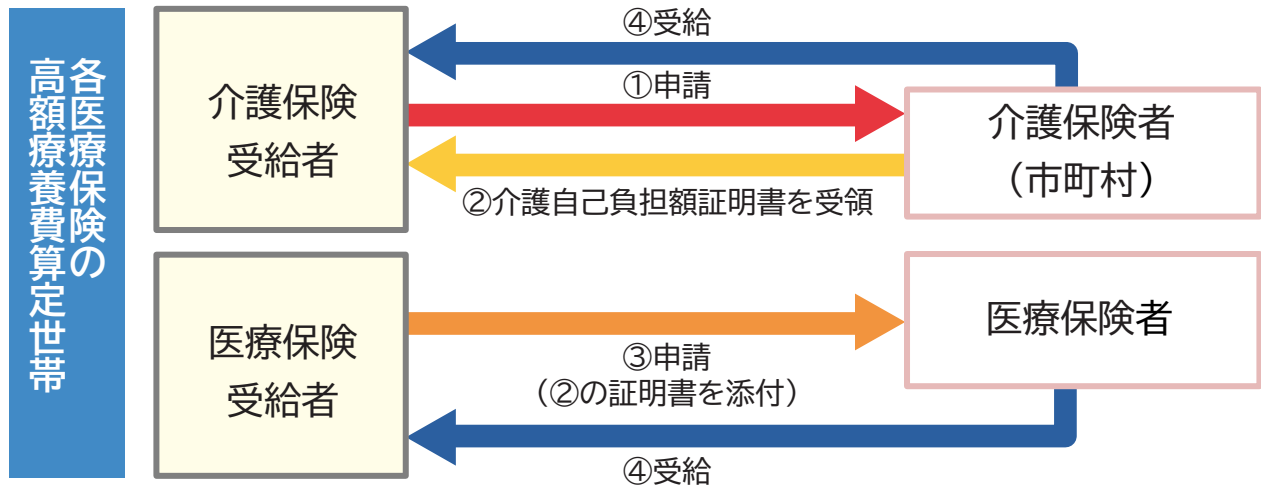 各医療保険の
高額療養費算定世帯
介護保険
受給者
④受給
①申請
②介護自己負担額証明書を受領
介護保険者
（市町村）
医療保険
受給者
③申請
（②の証明書を添付）
④受給
医療保険者